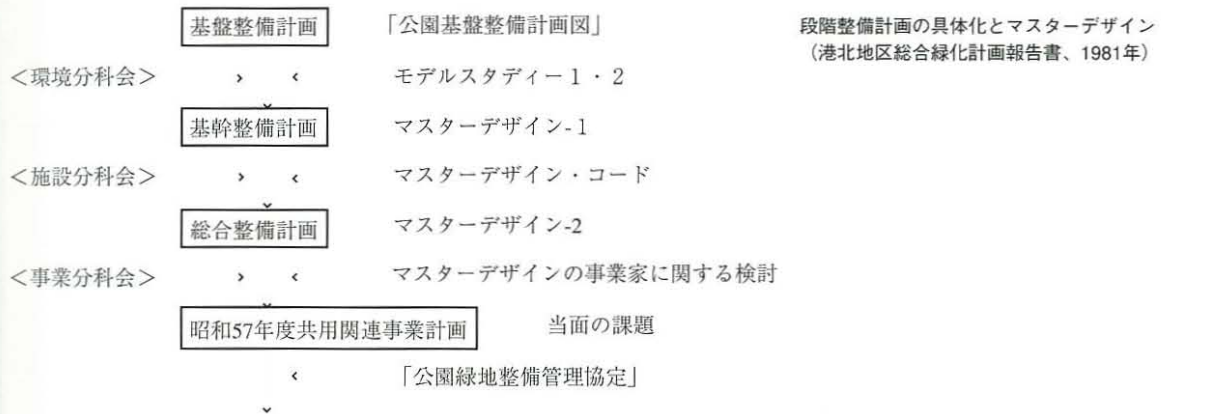 基盤整備計画 「公園基盤整備計画図」
段階整備計画の具体化とマスターデザイン
（港北地区総合緑化計画報告書、1981年）
＜環境分科会＞ › ‹ モデルスタディー１・２
⌄
基幹整備計画 マスターデザイン-１
＜施設分科会＞ › ‹ マスターデザイン・コード
⌄
総合整備計画 マスターデザイン-2
＜事業分科会＞ › ‹ マスターデザインの事業家に関する検討
⌄
昭和57年度共用関連事業計画 当面の課題
‹ 「公園緑地整備管理協定」
⌄